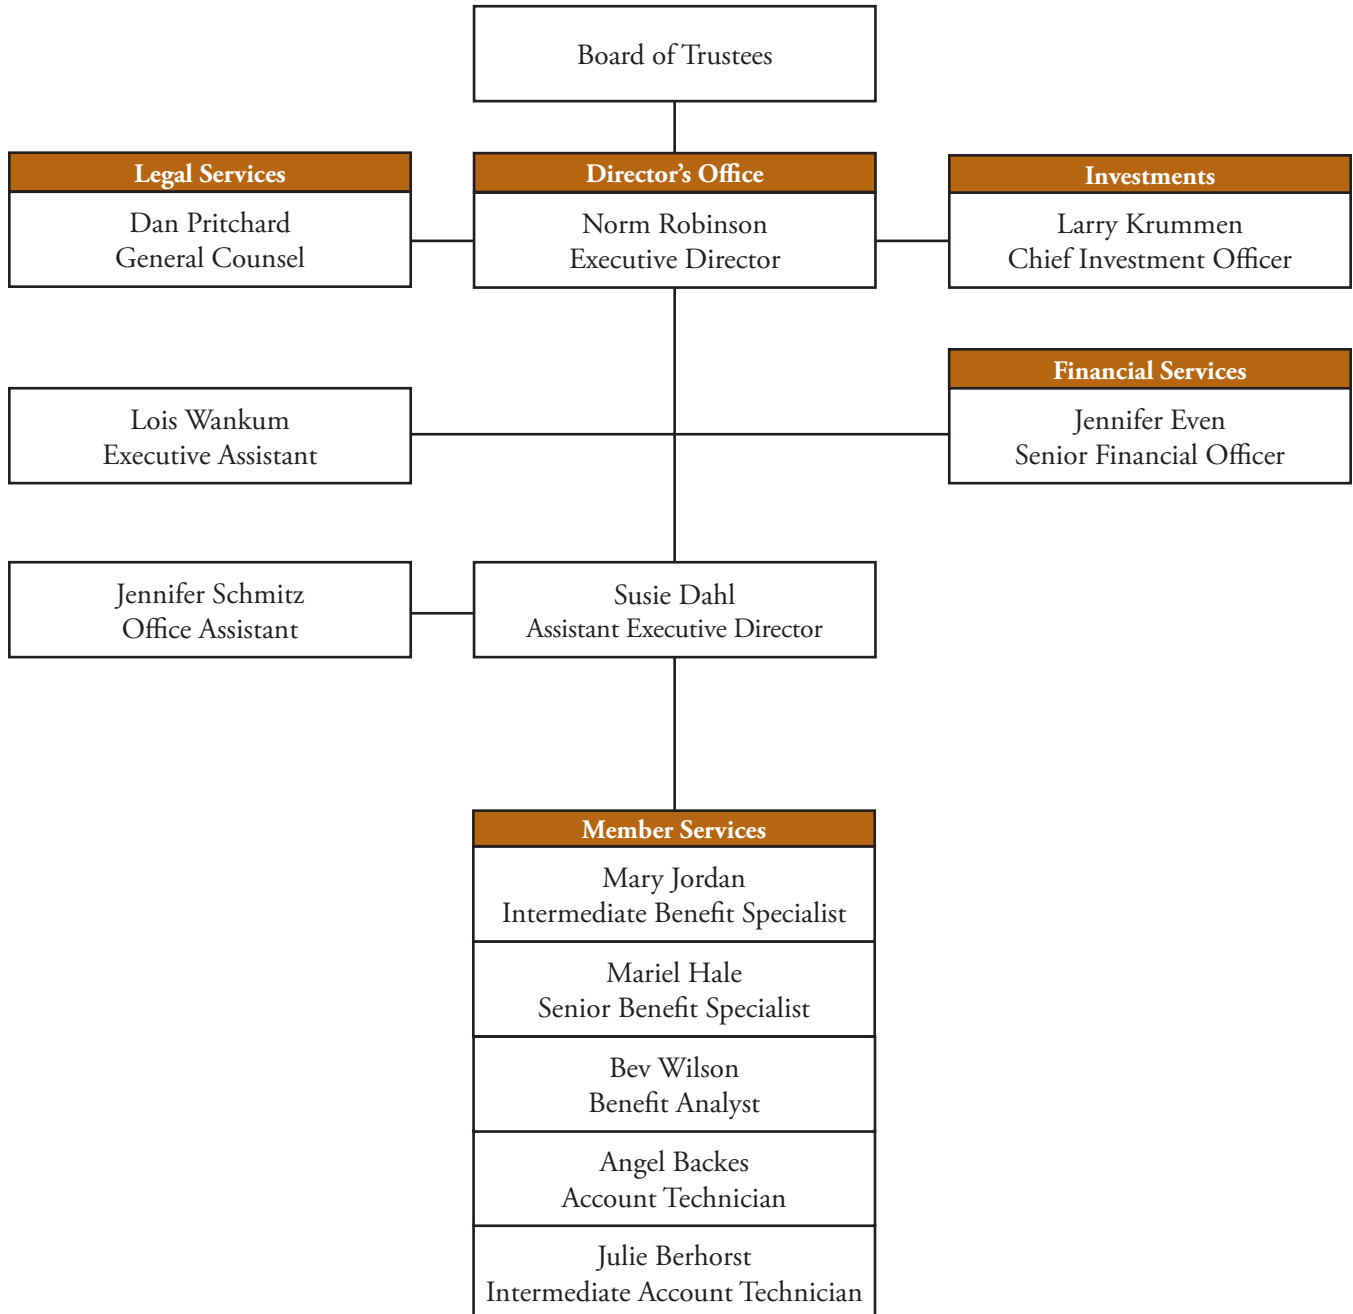 Board of Trustees
Legal Services
Dan Pritchard
General Counsel
Director’s Office
Norm Robinson
Executive Director
Investments
Larry Krummen
Chief Investment Officer
Lois Wankum
Executive Assistant
Financial Services
Jennifer Even
Senior Financial Officer
Jennifer Schmitz
Office Assistant
Susie Dahl
Assistant Executive Director
Member Services
Mary Jordan
Intermediate Benefit Specialist
Mariel Hale
Senior Benefit Specialist
Bev Wilson
Benefit Analyst
Angel Backes
Account Technician
Julie Berhorst
Intermediate Account Technician